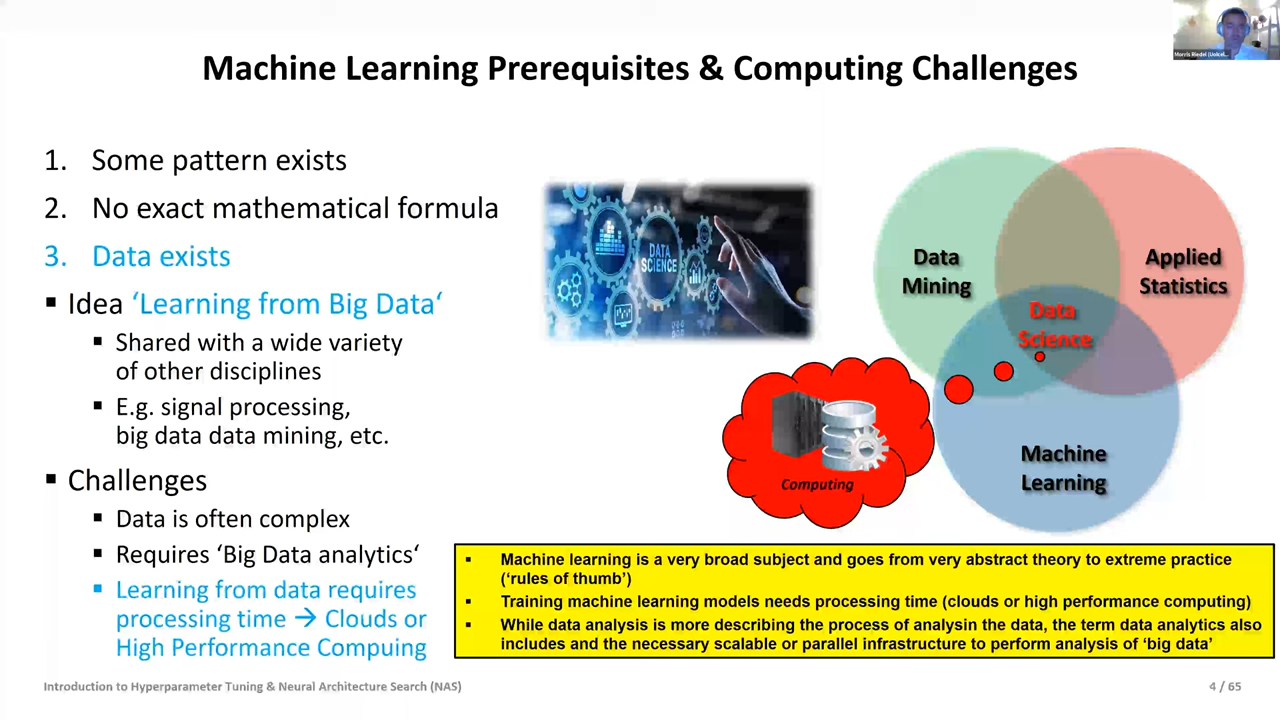 Machine Learning Prerequisites & Computing Challenges
1. Some pattern exists
2. No exact mathematical formula
3. Data exists
▪ Idea ‘Learning from Big Data‘
▪ Shared with a wide variety
of other disciplines
▪ E.g. signal processing,
big data data mining, etc.
▪ Challenges
▪ Data is often complex
▪ Requires ‘Big Data analytics‘
▪ Learning from data requires
processing time → Clouds or
High Performance Compuing
DATA
SCIENCE
Data
Mining
Applied
Statistics
Data
Science
Machine
Learning
Computing
▪ Machine learning is a very broad subject and goes from very abstract theory to extreme practice
(‘rules of thumb’)
▪ Training machine learning models needs processing time (clouds or high performance computing)
▪ While data analysis is more describing the process of analysin the data, the term data analytics also
includes and the necessary scalable or parallel infrastructure to perform analysis of ‘big data’
Introduction to Hyperparameter Tuning & Neural Architecture Search (NAS)
4 / 65
Morris Riedel